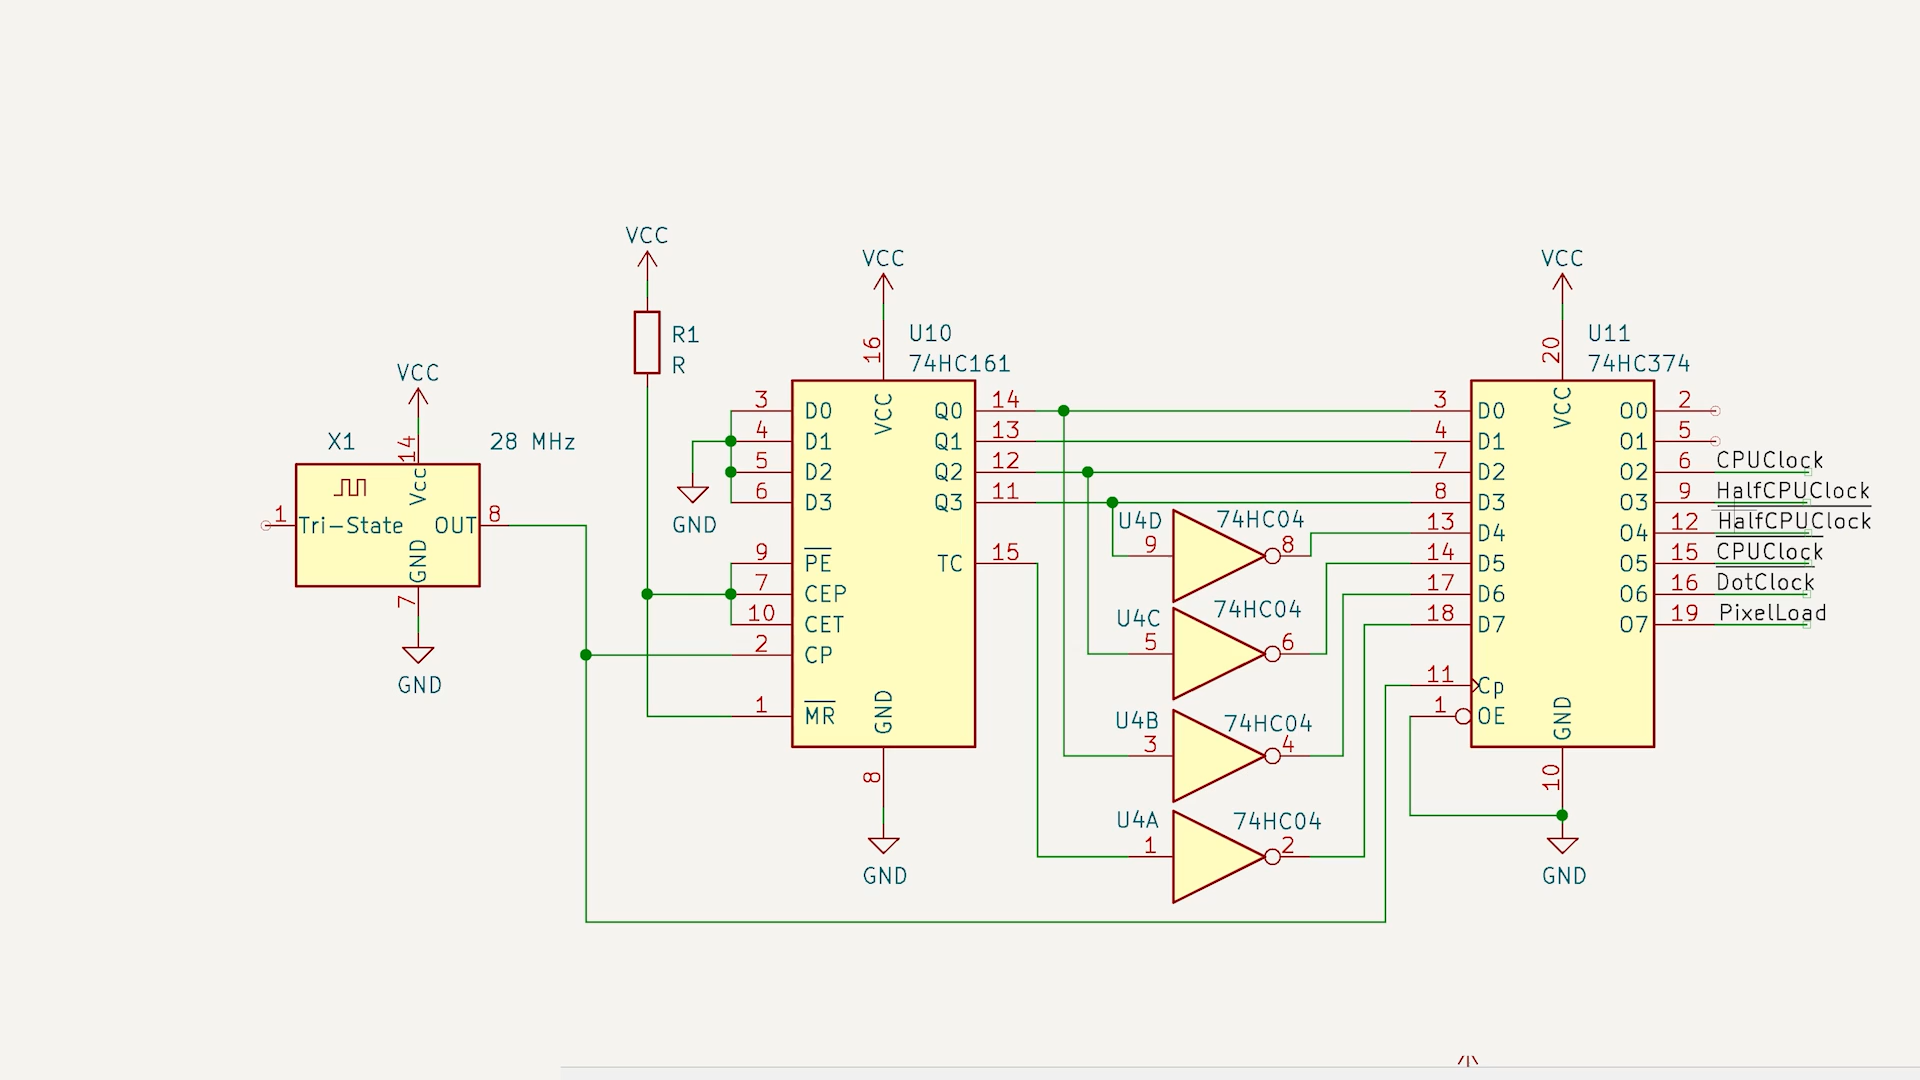 VCC
VCC
VCC
R1
R
U10
74HC161
U11
74HC374
VCC
X1
28 MHz
14
Vcc
1
Tri-State
OUT
8
GND
7
GND
GND
16
VCC
3
D0
4
D1
5
D2
6
D3
9
PE
7
CEP
10
CET
2
CP
1
MR
GND
8
GND
Q0
14
Q1
13
Q2
12
Q3
11
TC
15
U4D
74HC04
9
8
U4C
74HC04
5
6
U4B
74HC04
3
4
U4A
74HC04
1
2
20
VCC
3
D0
4
D1
7
D2
8
D3
13
D4
14
D5
17
D6
18
D7
11
Cp
1
OE
GND
10
GND
O0
2
O1
5
O2
6
CPUClock
O3
9
HalfCPUClock
O4
12
HalfCPUClock
O5
15
CPUClock
O6
16
DotClock
O7
19
PixelLoad